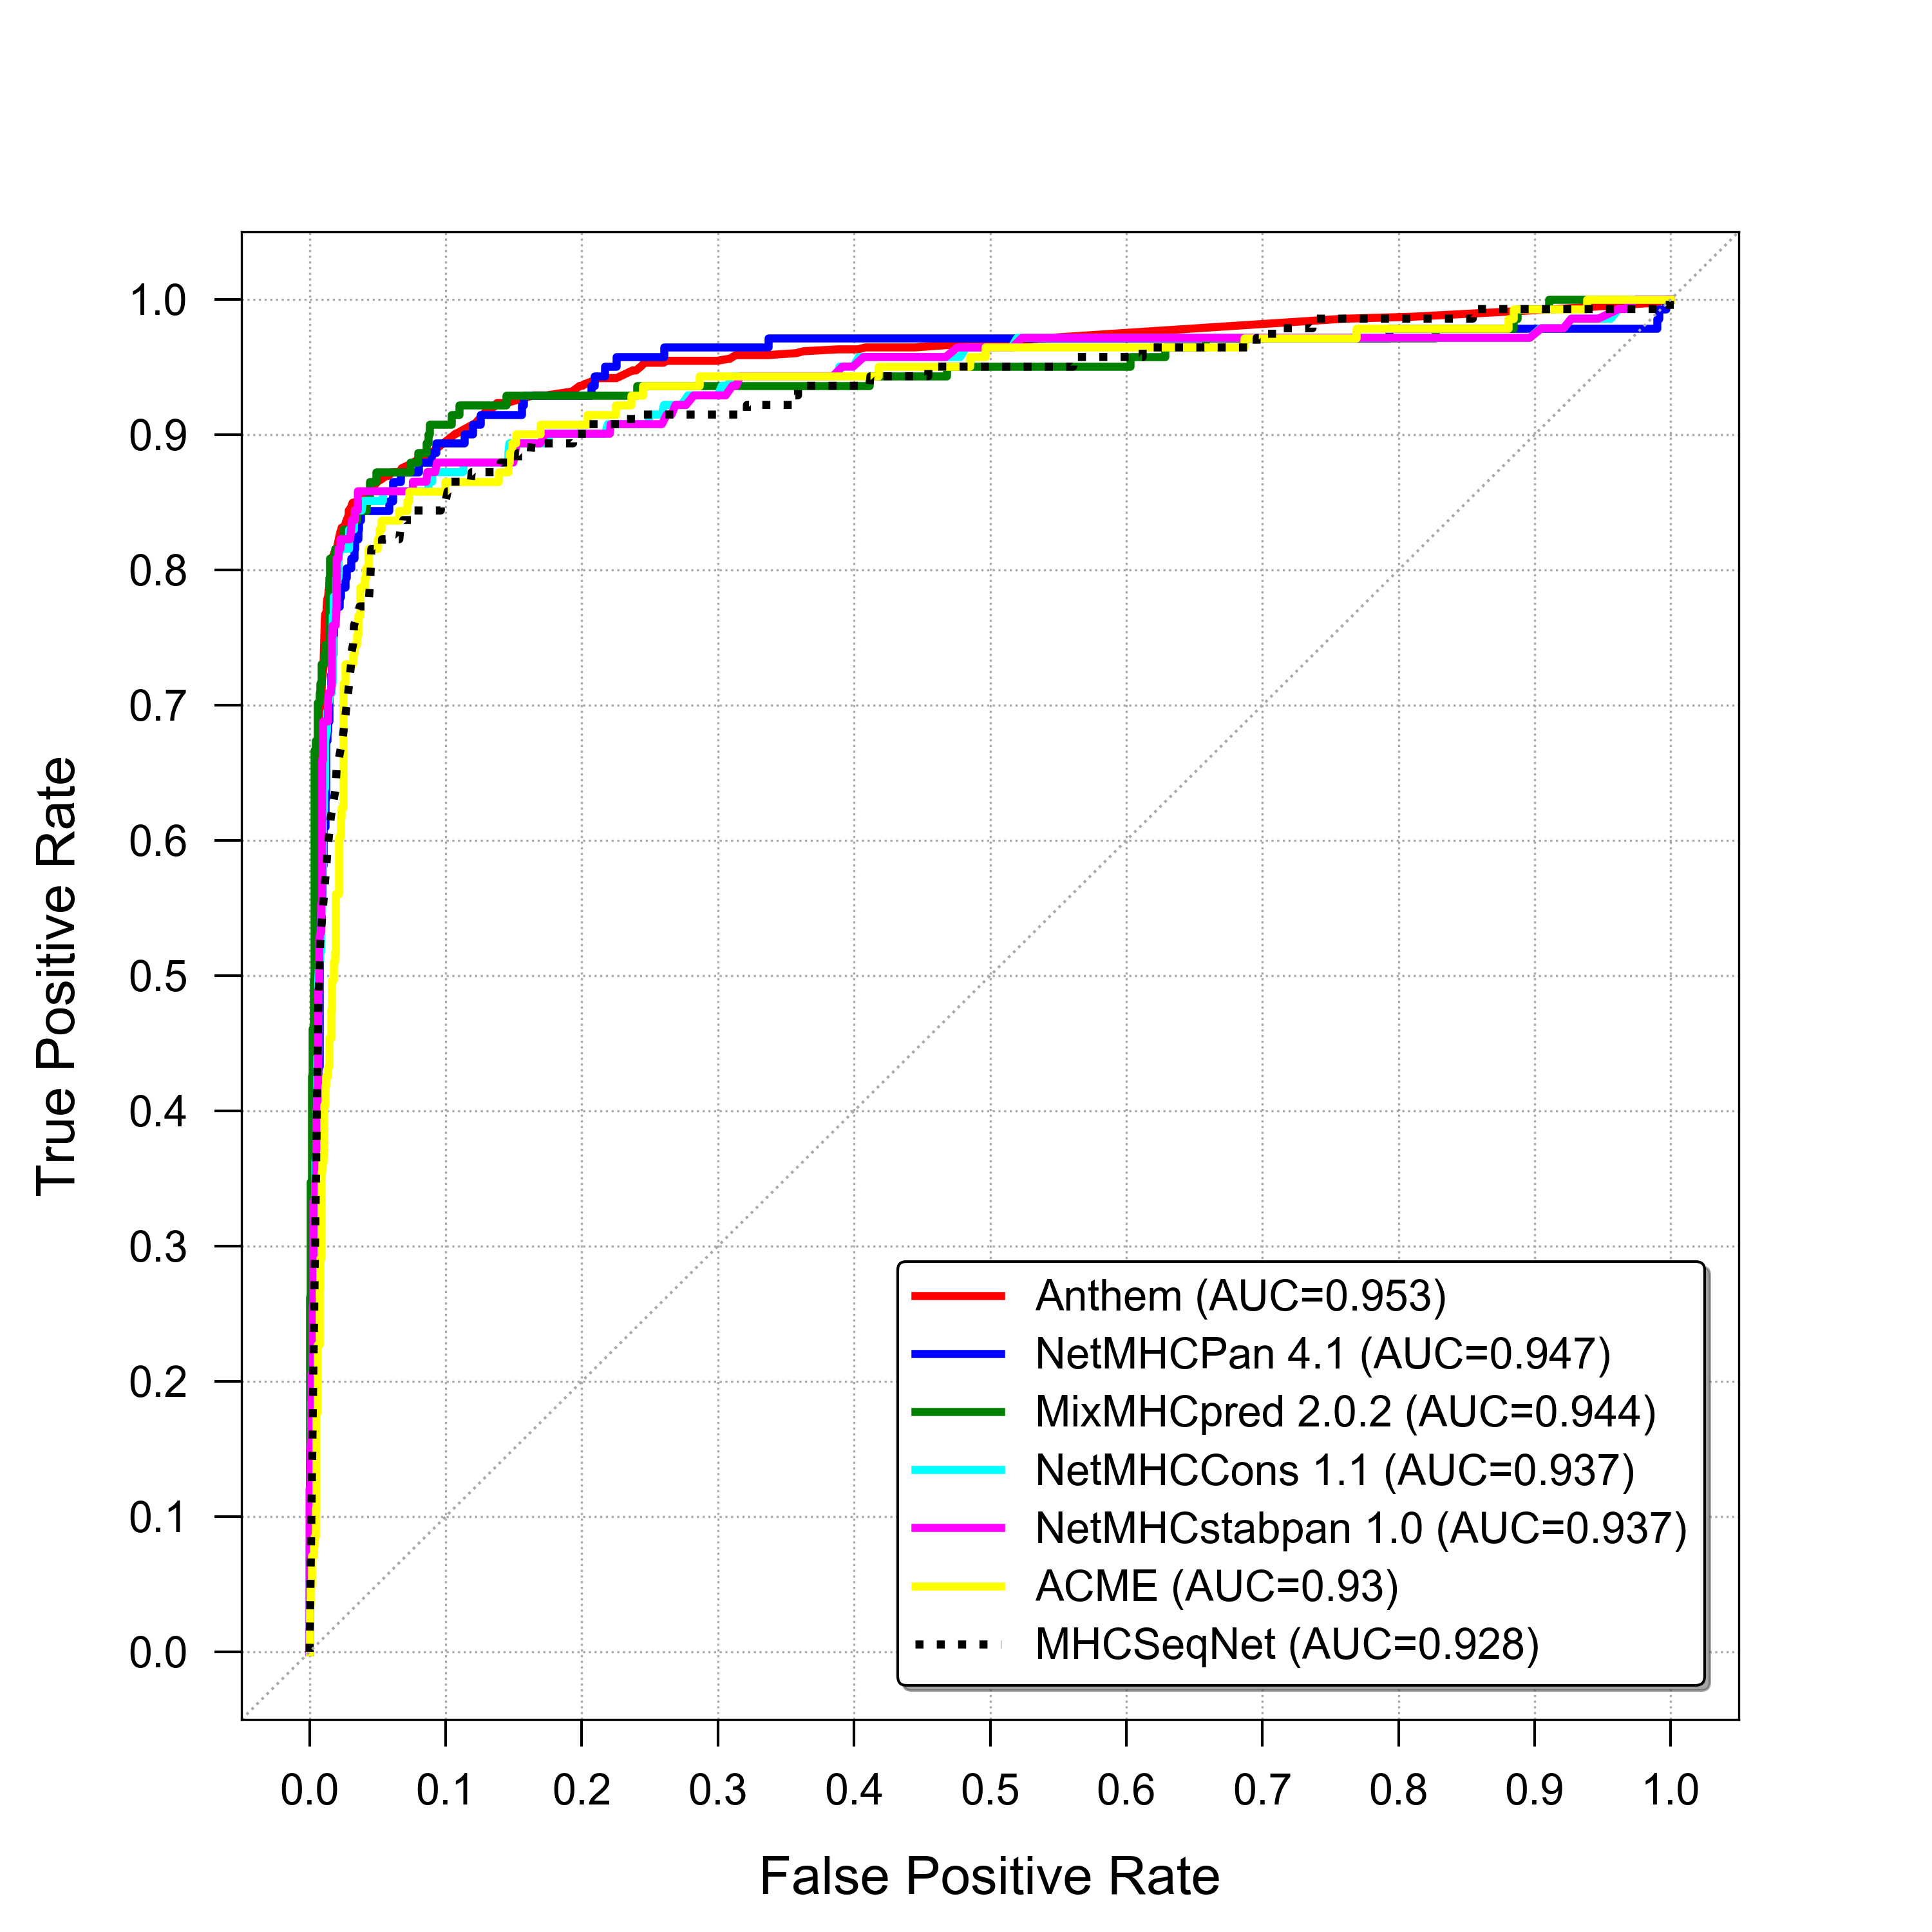 1.0
0.9
0.8
0.7
0.6
0.5
0.4
0.3
0.2
0.1
0.0
True Positive Rate
Anthem (AUC=0.953)
NetMHCPan 4.1 (AUC=0.947)
MixMHCpred 2.0.2 (AUC=0.944)
NetMHCCons 1.1 (AUC=0.937)
NetMHCstabpan 1.0 (AUC=0.937)
ACME (AUC=0.93)
MHCSeqNet (AUC=0.928)
0.0 0.1 0.2 0.3 0.4 0.5 0.6 0.7 0.8 0.9 1.0
False Positive Rate